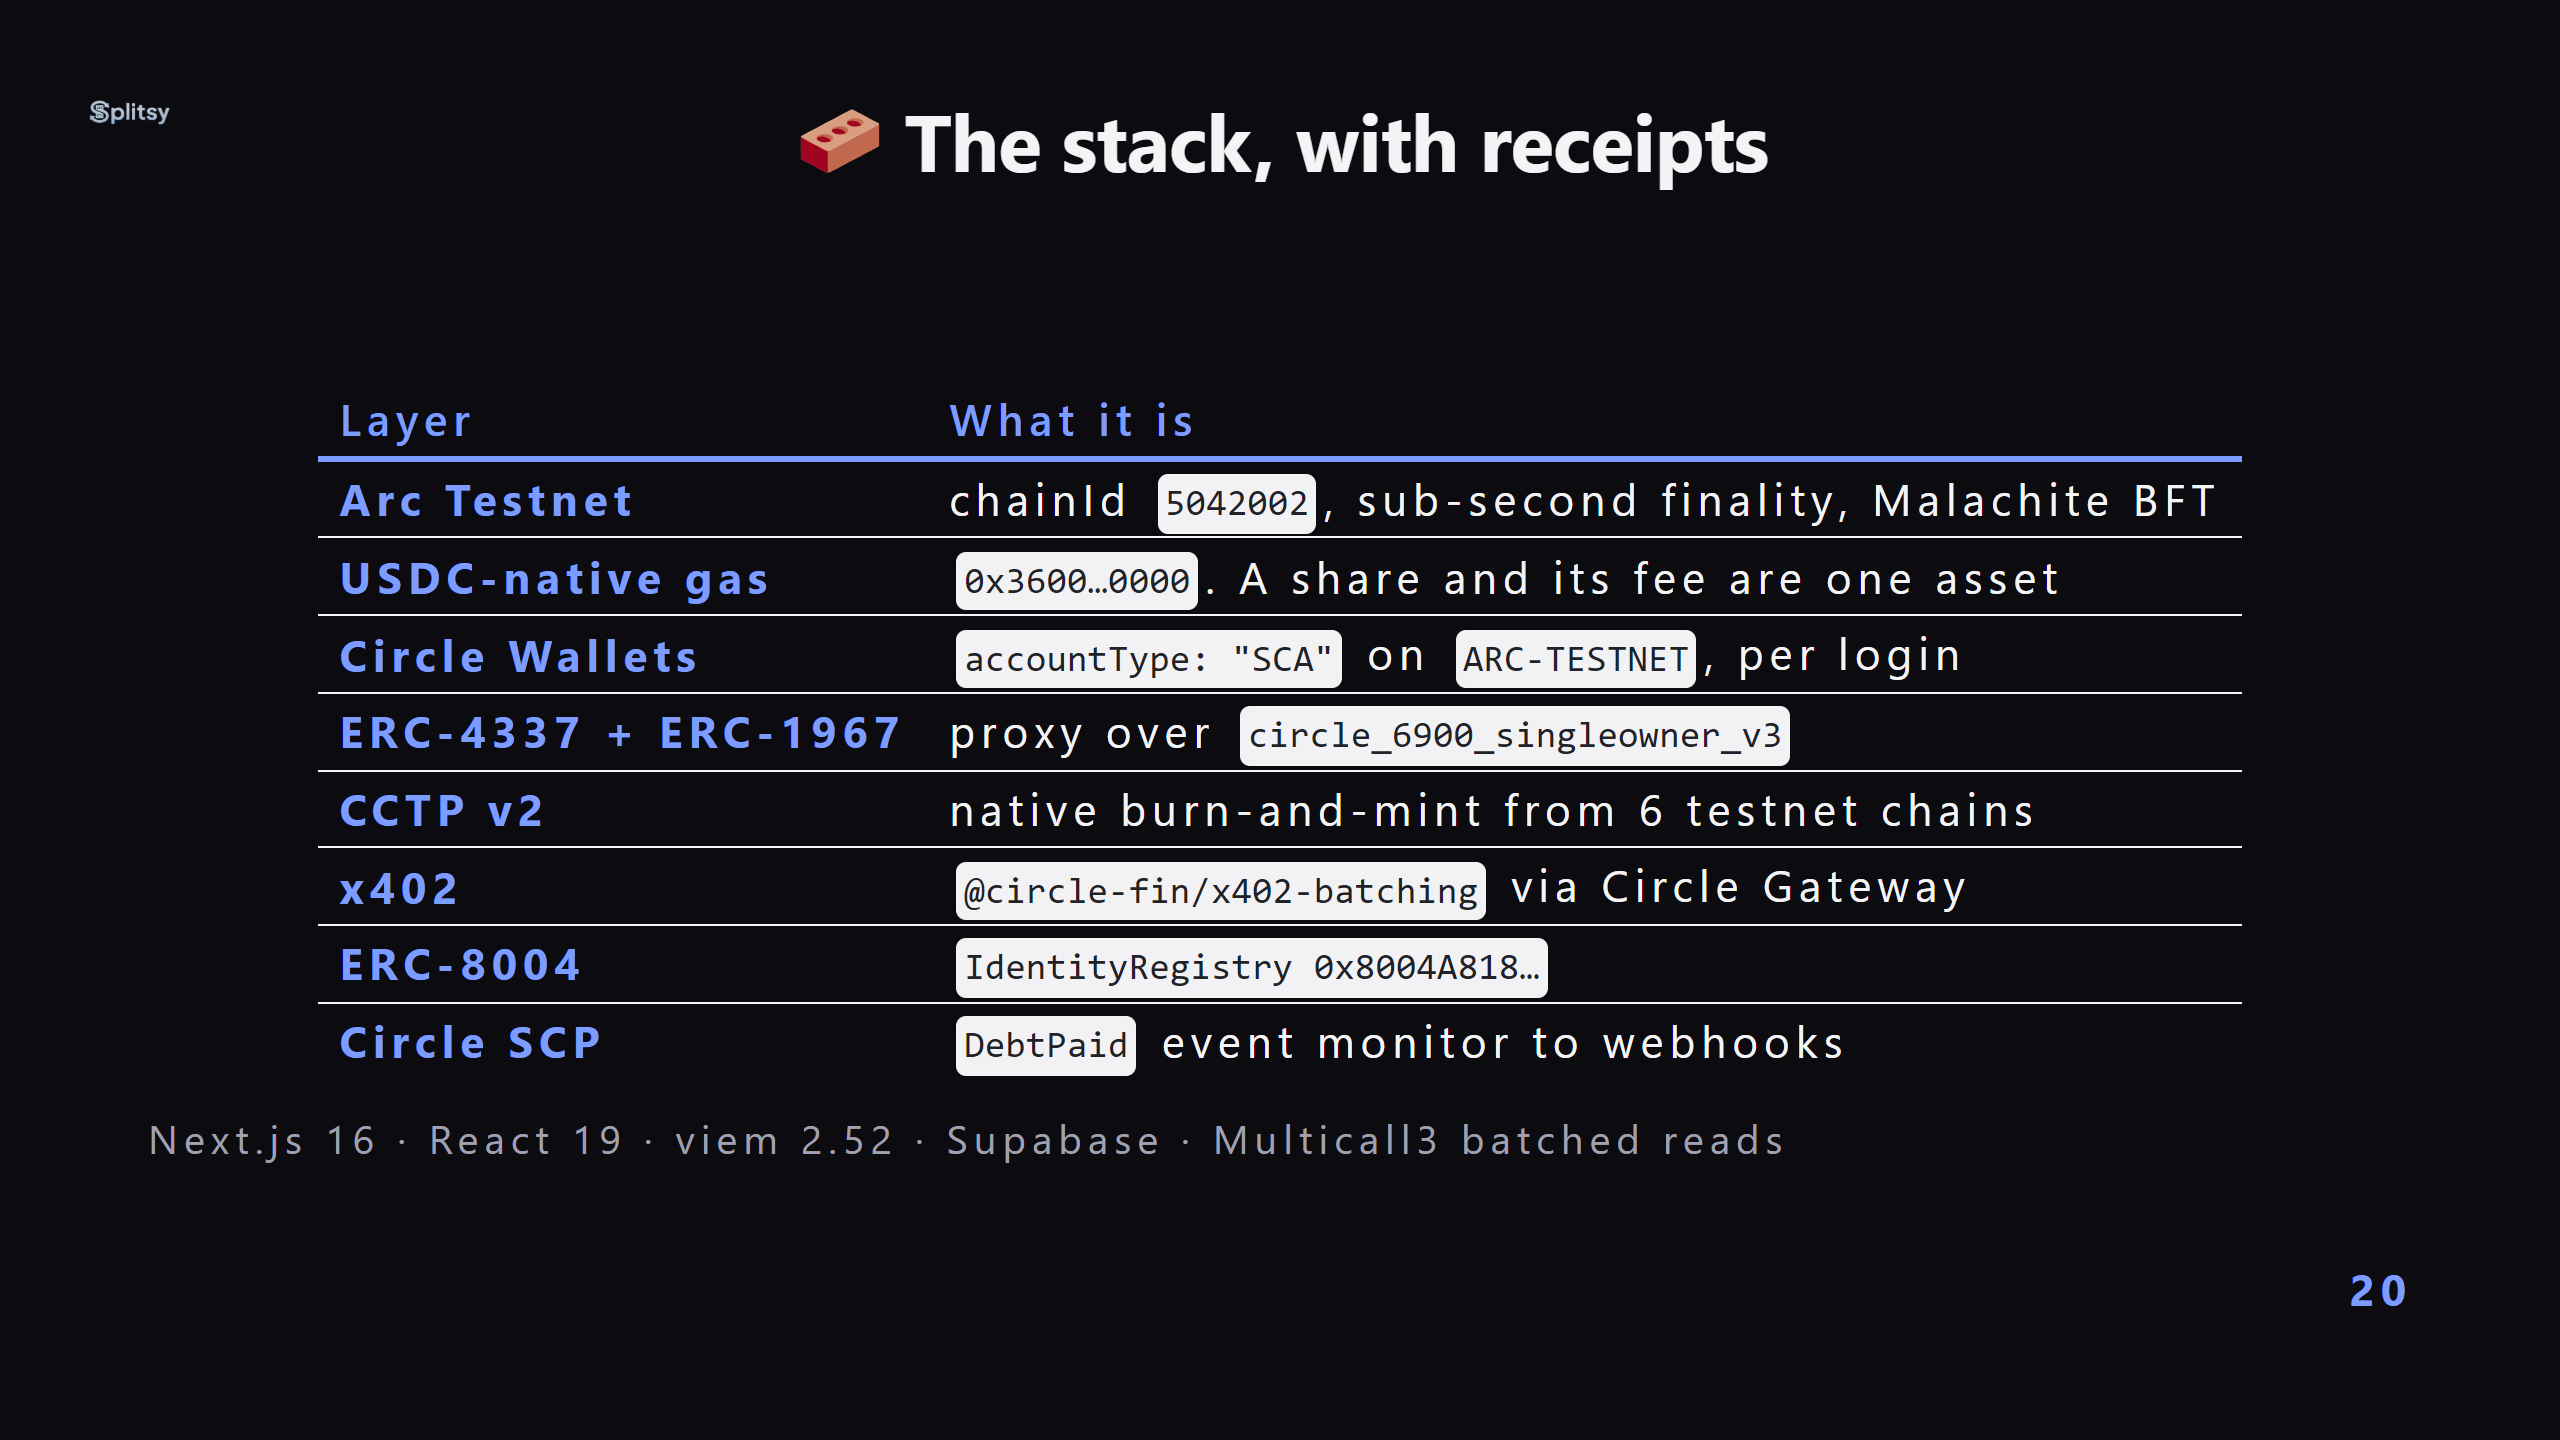 Splitsy
🧱 The stack, with receipts
Layer What it is
Arc Testnet chainId 5042002, sub-second finality, Malachite BFT
USDC-native gas 0x3600…0000. A share and its fee are one asset
Circle Wallets accountType: "SCA" on ARC-TESTNET, per login
ERC-4337 + ERC-1967 proxy over circle_6900_singleowner_v3
CCTP v2 native burn-and-mint from 6 testnet chains
x402 @circle-fin/x402-batching via Circle Gateway
ERC-8004 IdentityRegistry 0x8004A818…
Circle SCP DebtPaid event monitor to webhooks
Next.js 16 · React 19 · viem 2.52 · Supabase · Multicall3 batched reads
20